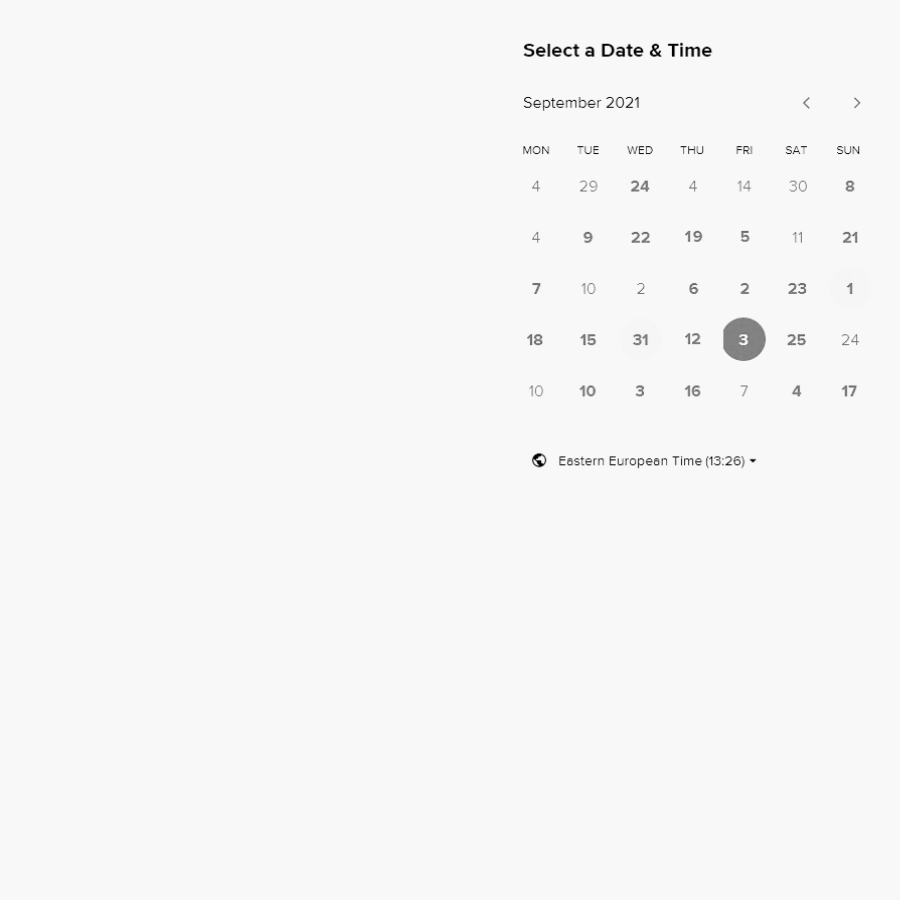 Select a Date & Time
September 2021
MON TUE WED THU FRI SAT SUN
4 29 24 4 14 30 8
4 9 22 19 5 11 21
7 10 2 6 2 23 1
18 15 31 12 3 25 24
10 10 3 16 7 4 17
Eastern European Time (13:26)